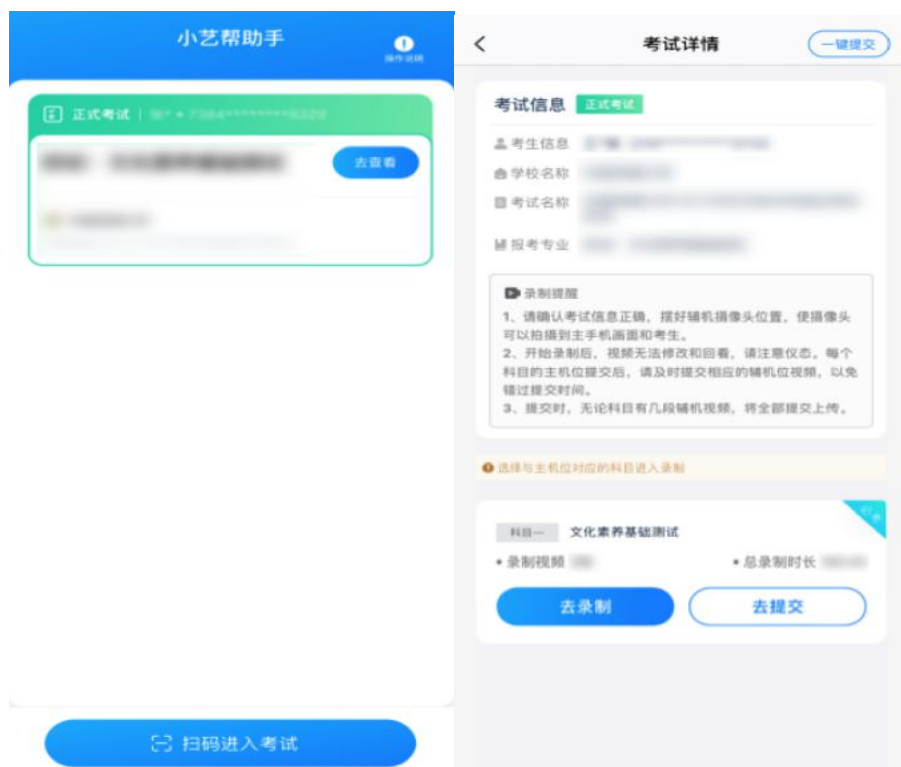 小艺帮助手
操作说明
正式考试
去查看
扫码进入考试
考试详情
一键提交
考试信息 正式考试
考生信息
学校名称
考试名称
报考专业
录制提醒
1、请确认考试信息正确，摆好辅机摄像头位置，使摄像头
可以拍摄到主手机画面和考生。
2、开始录制后，视频无法修改和回看，请注意仪态。每个
科目的主机位提交后，请及时提交相应的辅机位视频，以免
错过提交时间。
3、提交时，无论科目有几段辅机视频，将全部提交上传。
选择与主机位对应的科目进入录制
科目一 文化素养基础测试
• 录制视频
• 总录制时长
去录制
去提交